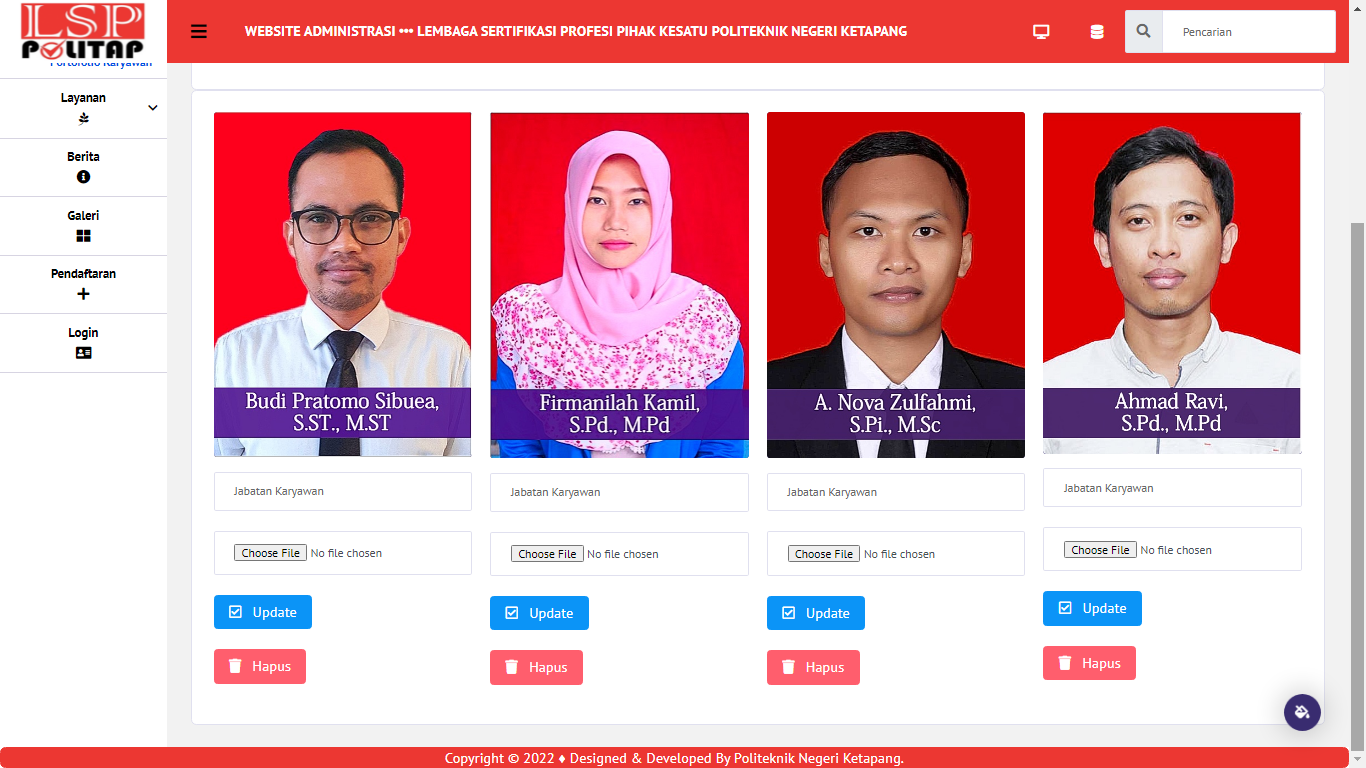 LSP
POLITAP
WEBSITE ADMINISTRASI ••• LEMBAGA SERTIFIKASI PROFESI PIHAK KESATU POLITEKNIK NEGERI KETAPANG
Pencarian
Portofolio Karyawan
Layanan
Berita
Galeri
Pendaftaran
Login
Budi Pratomo Sibuea,
S.ST., M.ST
Firmanilah Kamil,
S.Pd., M.Pd
A. Nova Zulfahmi,
S.Pi., M.Sc
Ahmad Ravi,
S.Pd., M.Pd
Jabatan Karyawan
Jabatan Karyawan
Jabatan Karyawan
Jabatan Karyawan
Choose File No file chosen
Choose File No file chosen
Choose File No file chosen
Choose File No file chosen
Update
Update
Update
Update
Hapus
Hapus
Hapus
Hapus
Copyright © 2022 ♦ Designed & Developed By Politeknik Negeri Ketapang.